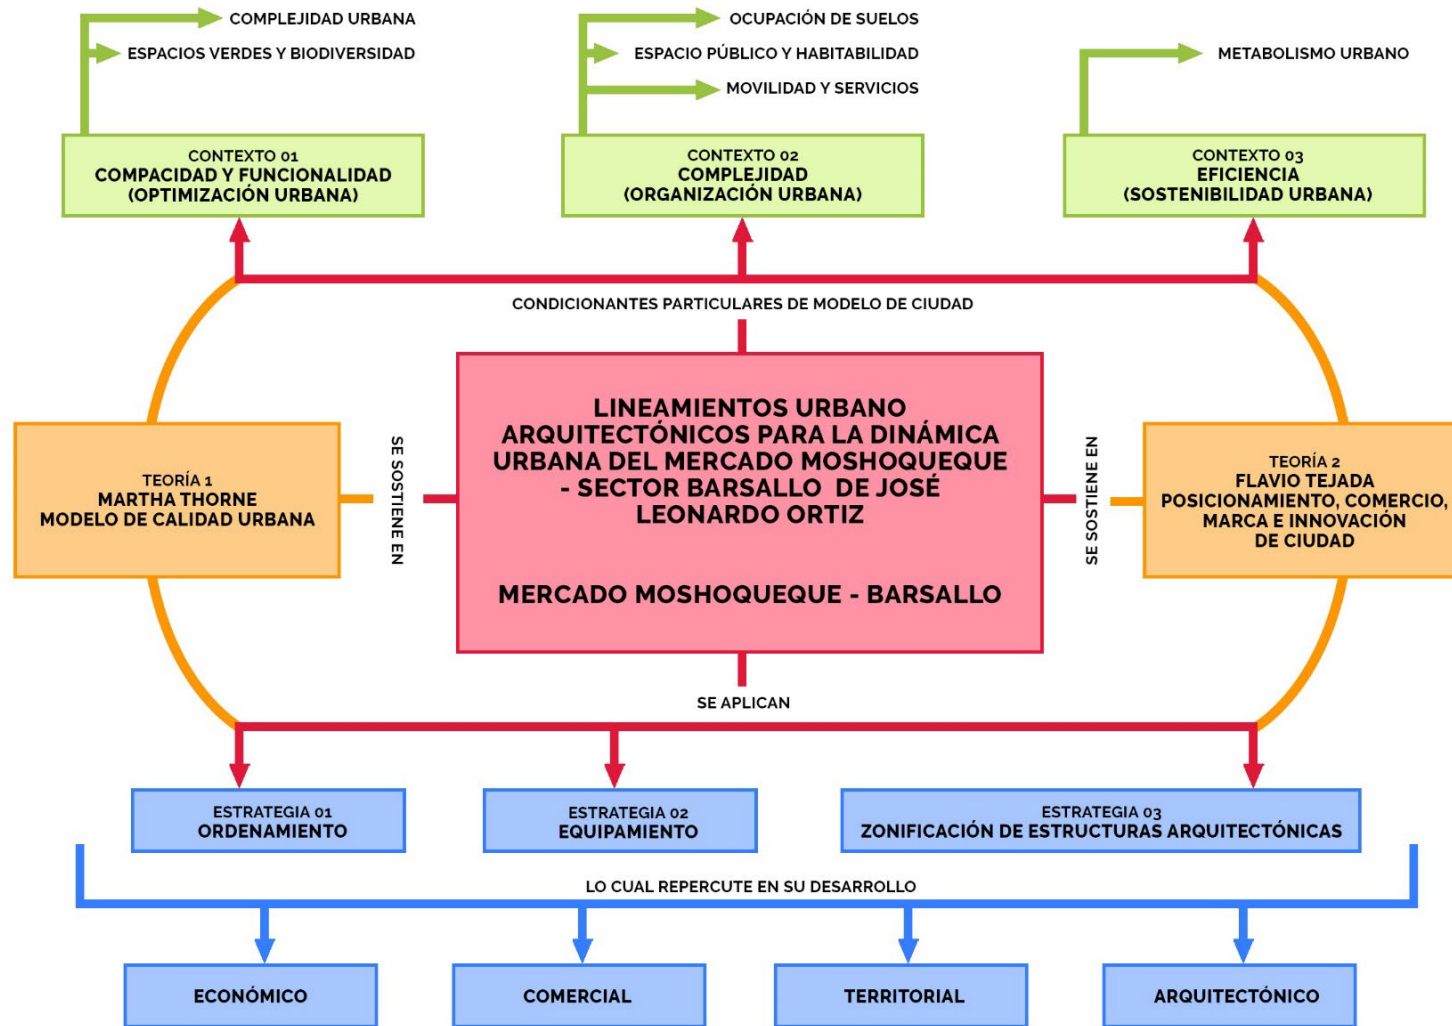 COMPLEJIDAD URBANA
ESPACIOS VERDES Y BIODIVERSIDAD
OCUPACIÓN DE SUELOS
ESPACIO PÚBLICO Y HABITABILIDAD
MOVILIDAD Y SERVICIOS
METABOLISMO URBANO
CONTEXTO 01
COMPACIDAD Y FUNCIONALIDAD
(OPTIMIZACIÓN URBANA)
CONTEXTO 02
COMPLEJIDAD
(ORGANIZACIÓN URBANA)
CONTEXTO 03
EFICIENCIA
(SOSTENIBILIDAD URBANA)
CONDICIONANTES PARTICULARES DE MODELO DE CIUDAD
TEORÍA 1
MARTHA THORNE
MODELO DE CALIDAD URBANA
SE SOSTIENE EN
LINEAMIENTOS URBANO
ARQUITECTÓNICOS PARA LA DINÁMICA
URBANA DEL MERCADO MOSHOQUEQUE
- SECTOR BARSALLO DE JOSÉ
LEONARDO ORTIZ
MERCADO MOSHOQUEQUE - BARSALLO
SE SOSTIENE EN
TEORÍA 2
FLAVIO TEJADA
POSICIONAMIENTO, COMERCIO,
MARCA E INNOVACIÓN
DE CIUDAD
SE APLICAN
ESTRATEGIA 01
ORDENAMIENTO
ESTRATEGIA 02
EQUIPAMIENTO
ESTRATEGIA 03
ZONIFICACIÓN DE ESTRUCTURAS ARQUITECTÓNICAS
LO CUAL REPERCUTE EN SU DESARROLLO
ECONÓMICO
COMERCIAL
TERRITORIAL
ARQUITECTÓNICO